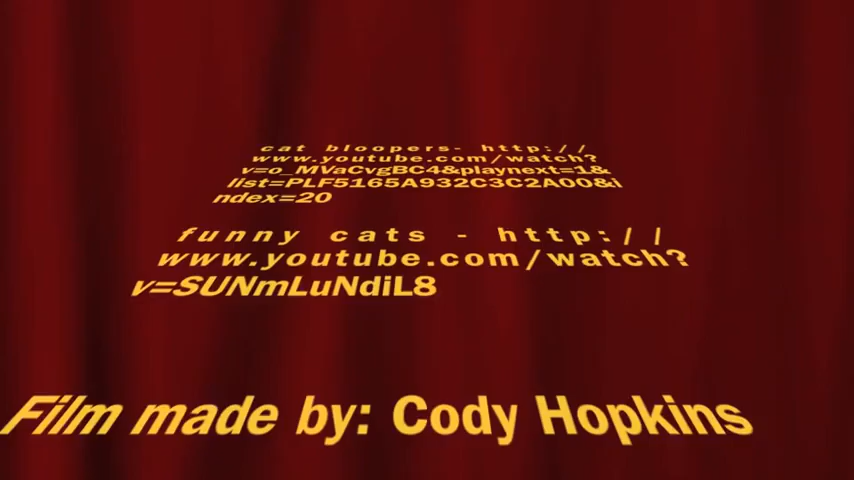 cat bloopers- http://
www.youtube.com/watch?
v=o_MVaCvgBC4&playnext=1&
list=PLF5165A932C3C2A00&i
ndex=20
funny cats - http://
www.youtube.com/watch?
v=SUNmLuNdiL8
Film made by: Cody Hopkins